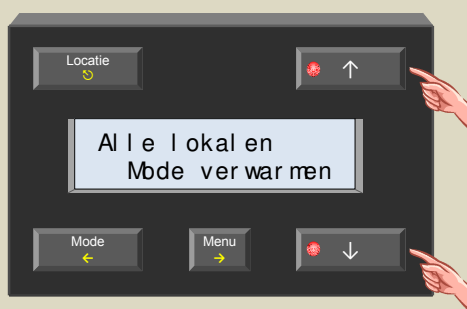 Locatie
Alle lokalen
Mode verwarmen
Mode
Menu